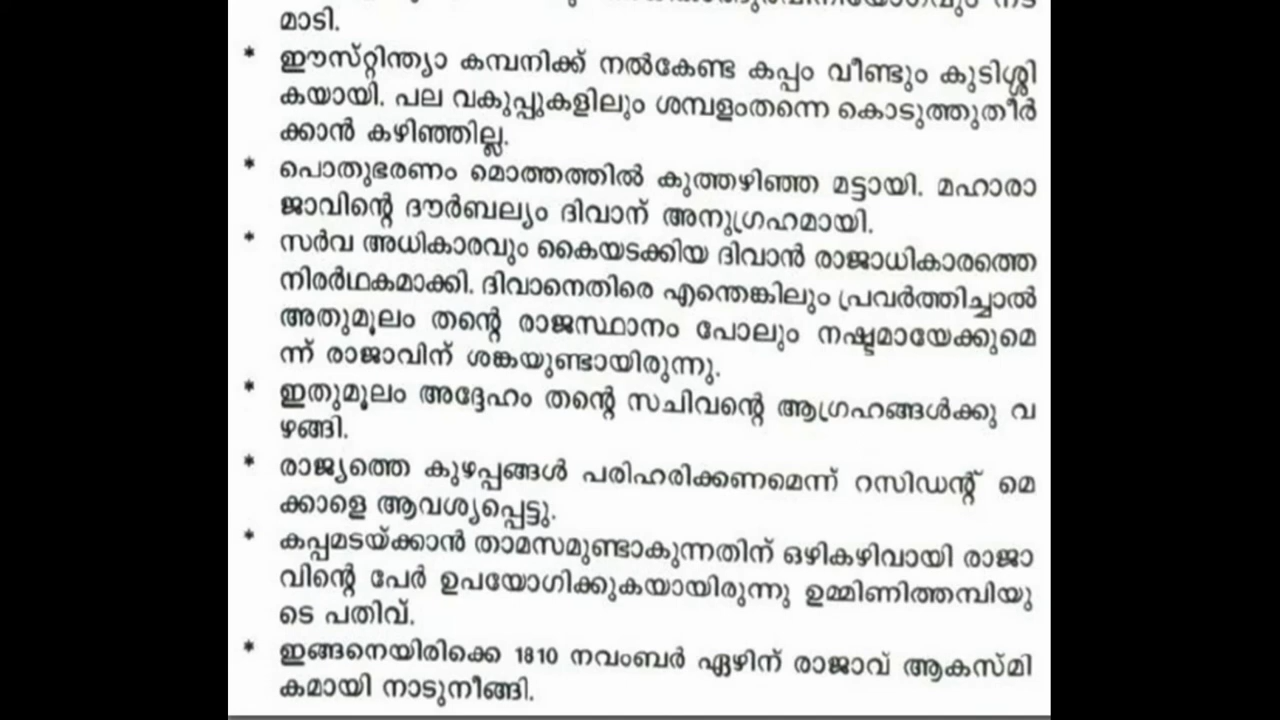 മാടി.
* ഈസ്റ്റിന്ത്യാ കമ്പനിക്ക് നൽകേണ്ട കപ്പം വീണ്ടും കുടിശ്ശി
കയായി. പല വകുപ്പുകളിലും ശമ്പളംതന്നെ കൊടുത്തുതീർ
ക്കാൻ കഴിഞ്ഞില്ല.
* പൊതുഭരണം മൊത്തത്തിൽ കുത്തഴിഞ്ഞ മട്ടായി. മഹാരാ
ജാവിന്റെ ദൗർബല്യം ദിവാന് അനുഗ്രഹമായി.
* സർവ അധികാരവും കൈയടക്കിയ ദിവാൻ രാജാധികാരത്തെ
നിരർഥകമാക്കി. ദിവാനെതിരെ എന്തെങ്കിലും പ്രവർത്തിച്ചാൽ
അതുമൂലം തന്റെ രാജസ്ഥാനം പോലും നഷ്ടമായേക്കുമെ
ന്ന് രാജാവിന് ശങ്കയുണ്ടായിരുന്നു.
* ഇതുമൂലം അദ്ദേഹം തന്റെ സചിവന്റെ ആഗ്രഹങ്ങൾക്കു വ
ഴങ്ങി.
* രാജ്യത്തെ കുഴപ്പങ്ങൾ പരിഹരിക്കണമെന്ന് റസിഡന്റ് മെ
ക്കാളെ ആവശ്യപ്പെട്ടു.
* കപ്പമടയ്ക്കാൻ താമസമുണ്ടാകുന്നതിന് ഒഴികഴിവായി രാജാ
വിന്റെ പേർ ഉപയോഗിക്കുകയായിരുന്നു ഉമ്മിണിത്തമ്പിയു
ടെ പതിവ്.
* ഇങ്ങനെയിരിക്കെ 1810 നവംബർ ഏഴിന് രാജാവ് ആകസ്മി
കമായി നാടുനീങ്ങി.